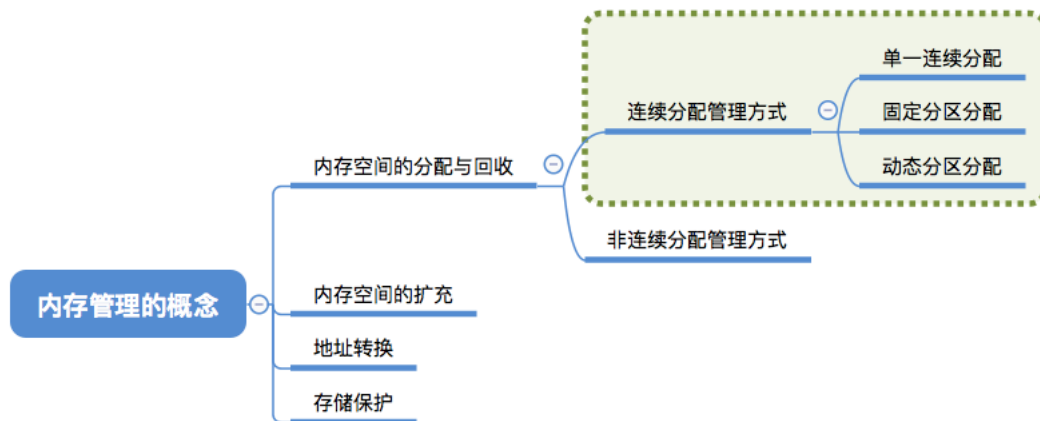 内存管理的概念
内存空间的分配与回收
连续分配管理方式
单一连续分配
固定分区分配
动态分区分配
非连续分配管理方式
内存空间的扩充
地址转换
存储保护